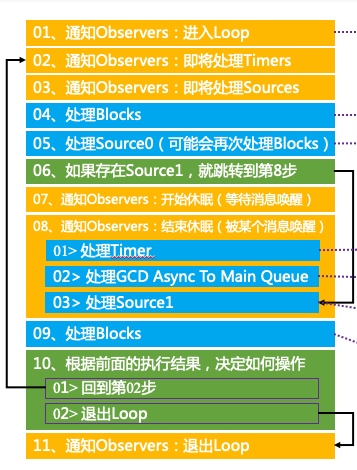 01、通知Observers：进入Loop
02、通知Observers：即将处理Timers
03、通知Observers：即将处理Sources
04、处理Blocks
05、处理Source0（可能会再次处理Blocks）
06、如果存在Source1，就跳转到第8步
07、通知Observers：开始休眠（等待消息唤醒）
08、通知Observers：结束休眠（被某个消息唤醒）
01> 处理Timer
02> 处理GCD Async To Main Queue
03> 处理Source1
09、处理Blocks
10、根据前面的执行结果，决定如何操作
01> 回到第02步
02> 退出Loop
11、通知Observers：退出Loop